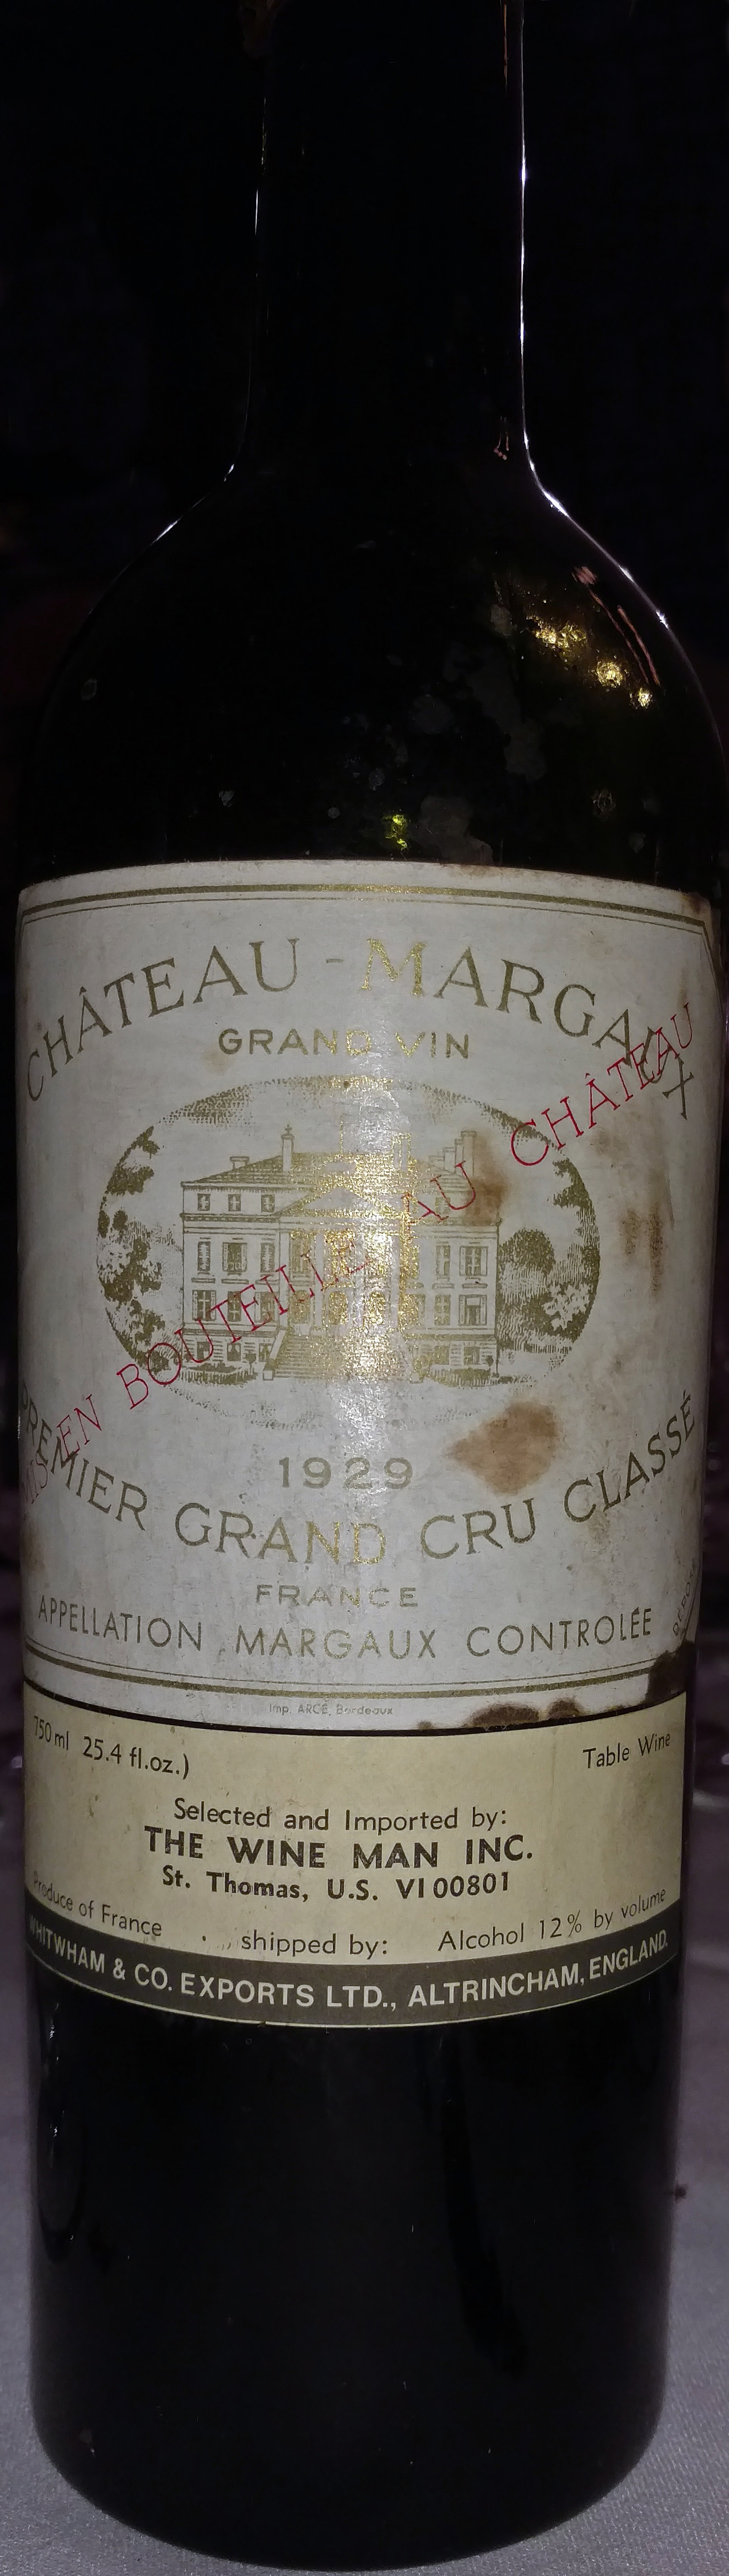 CHÂTEAU - MARGAUX
GRAND VIN
MIS EN BOUTEILLE AU CHÂTEAU
1929
PREMIER GRAND CRU CLASSÉ
FRANCE
APPELLATION MARGAUX CONTROLÉE
DÉPOSÉ
Imp. ARCÉ, Bordeaux
750 ml 25.4 fl.oz.)
Table Wine
Selected and Imported by:
THE WINE MAN INC.
St. Thomas, U.S. VI 00801
Produce of France
shipped by:
Alcohol 12% by volume
WHITWHAM & CO. EXPORTS LTD., ALTRINCHAM, ENGLAND.